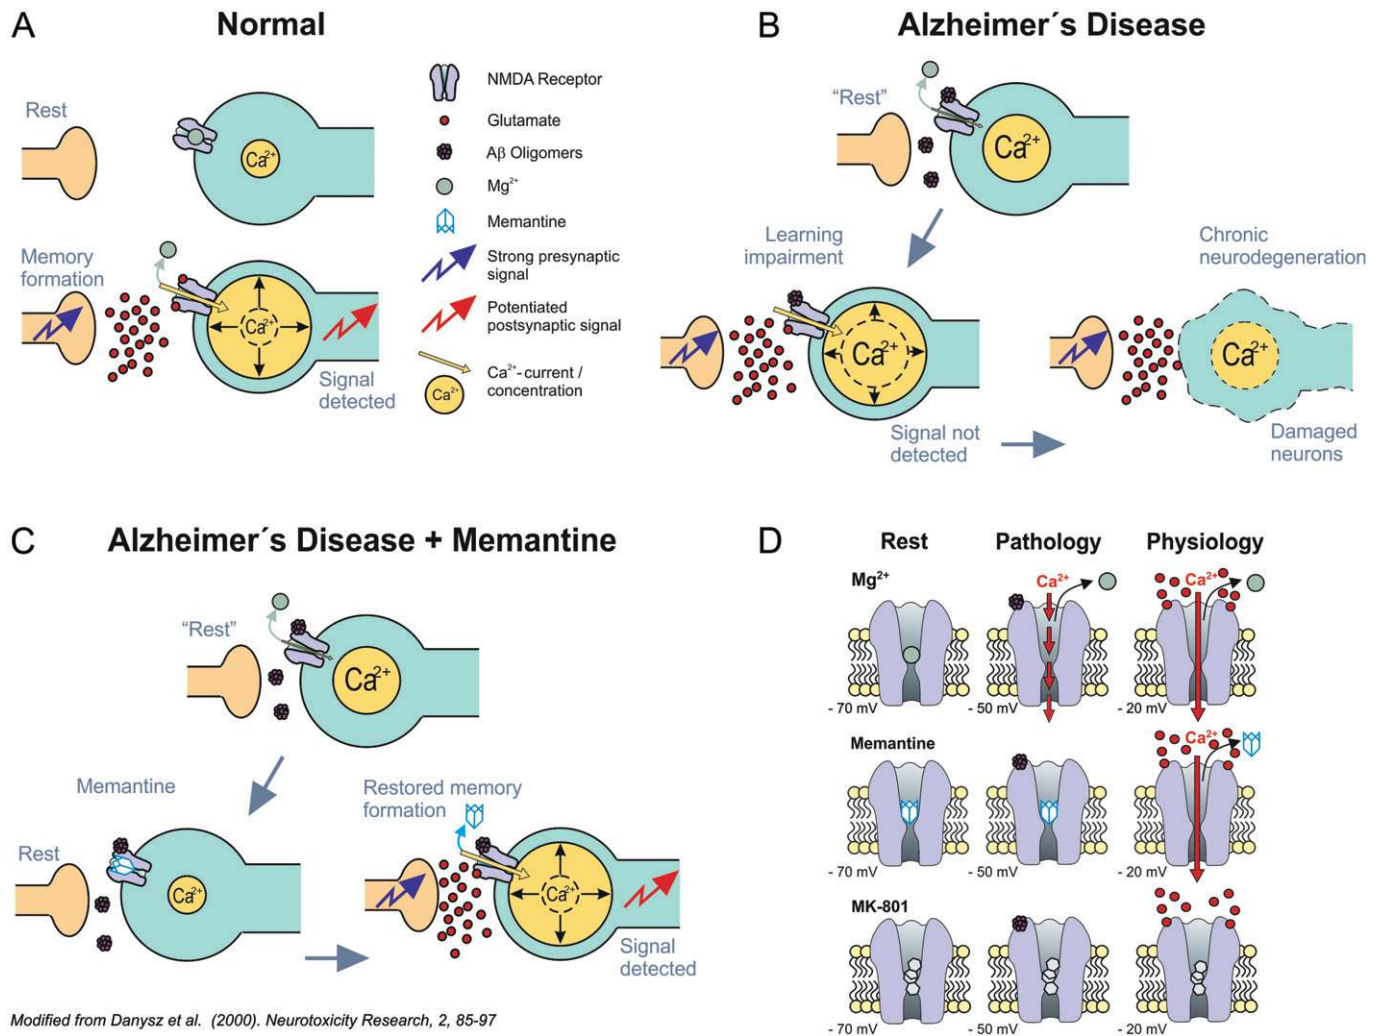 A
Normal
Rest
Ca²⁺
Memory
formation
Ca²⁺
Signal
detected
NMDA Receptor
Glutamate
Aβ Oligomers
Mg²⁺
Memantine
Strong presynaptic
signal
Potentiated
postsynaptic signal
Ca²⁺- current /
concentration
Ca²⁺
B
Alzheimer´s Disease
“Rest”
Ca²⁺
Learning
impairment
Ca²⁺
Signal not
detected
Chronic
neurodegeneration
Ca²⁺
Damaged
neurons
C
Alzheimer´s Disease + Memantine
“Rest”
Ca²⁺
Memantine
Rest
Ca²⁺
Restored memory
formation
Ca²⁺
Signal
detected
Modified from Danysz et al. (2000). Neurotoxicity Research, 2, 85-97
D
Rest Pathology Physiology
Mg²⁺
Ca²⁺
Ca²⁺
- 70 mV
- 50 mV
- 20 mV
Memantine
Ca²⁺
- 70 mV
- 50 mV
- 20 mV
MK-801
- 70 mV
- 50 mV
- 20 mV